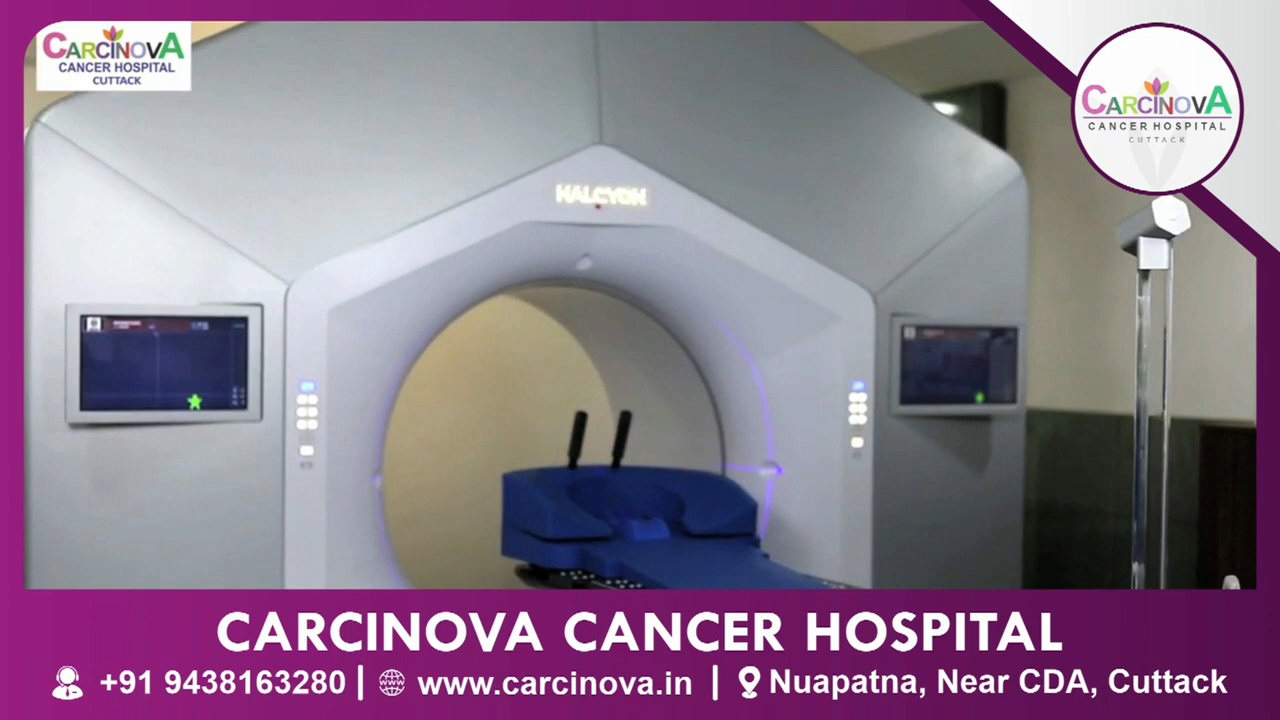 CARCINOVA
CANCER HOSPITAL
CUTTACK
CARCINOVA
CANCER HOSPITAL
CUTTACK
HALCYON
CARCINOVA CANCER HOSPITAL
+91 9438163280 | www.carcinova.in | Nuapatna, Near CDA, Cuttack